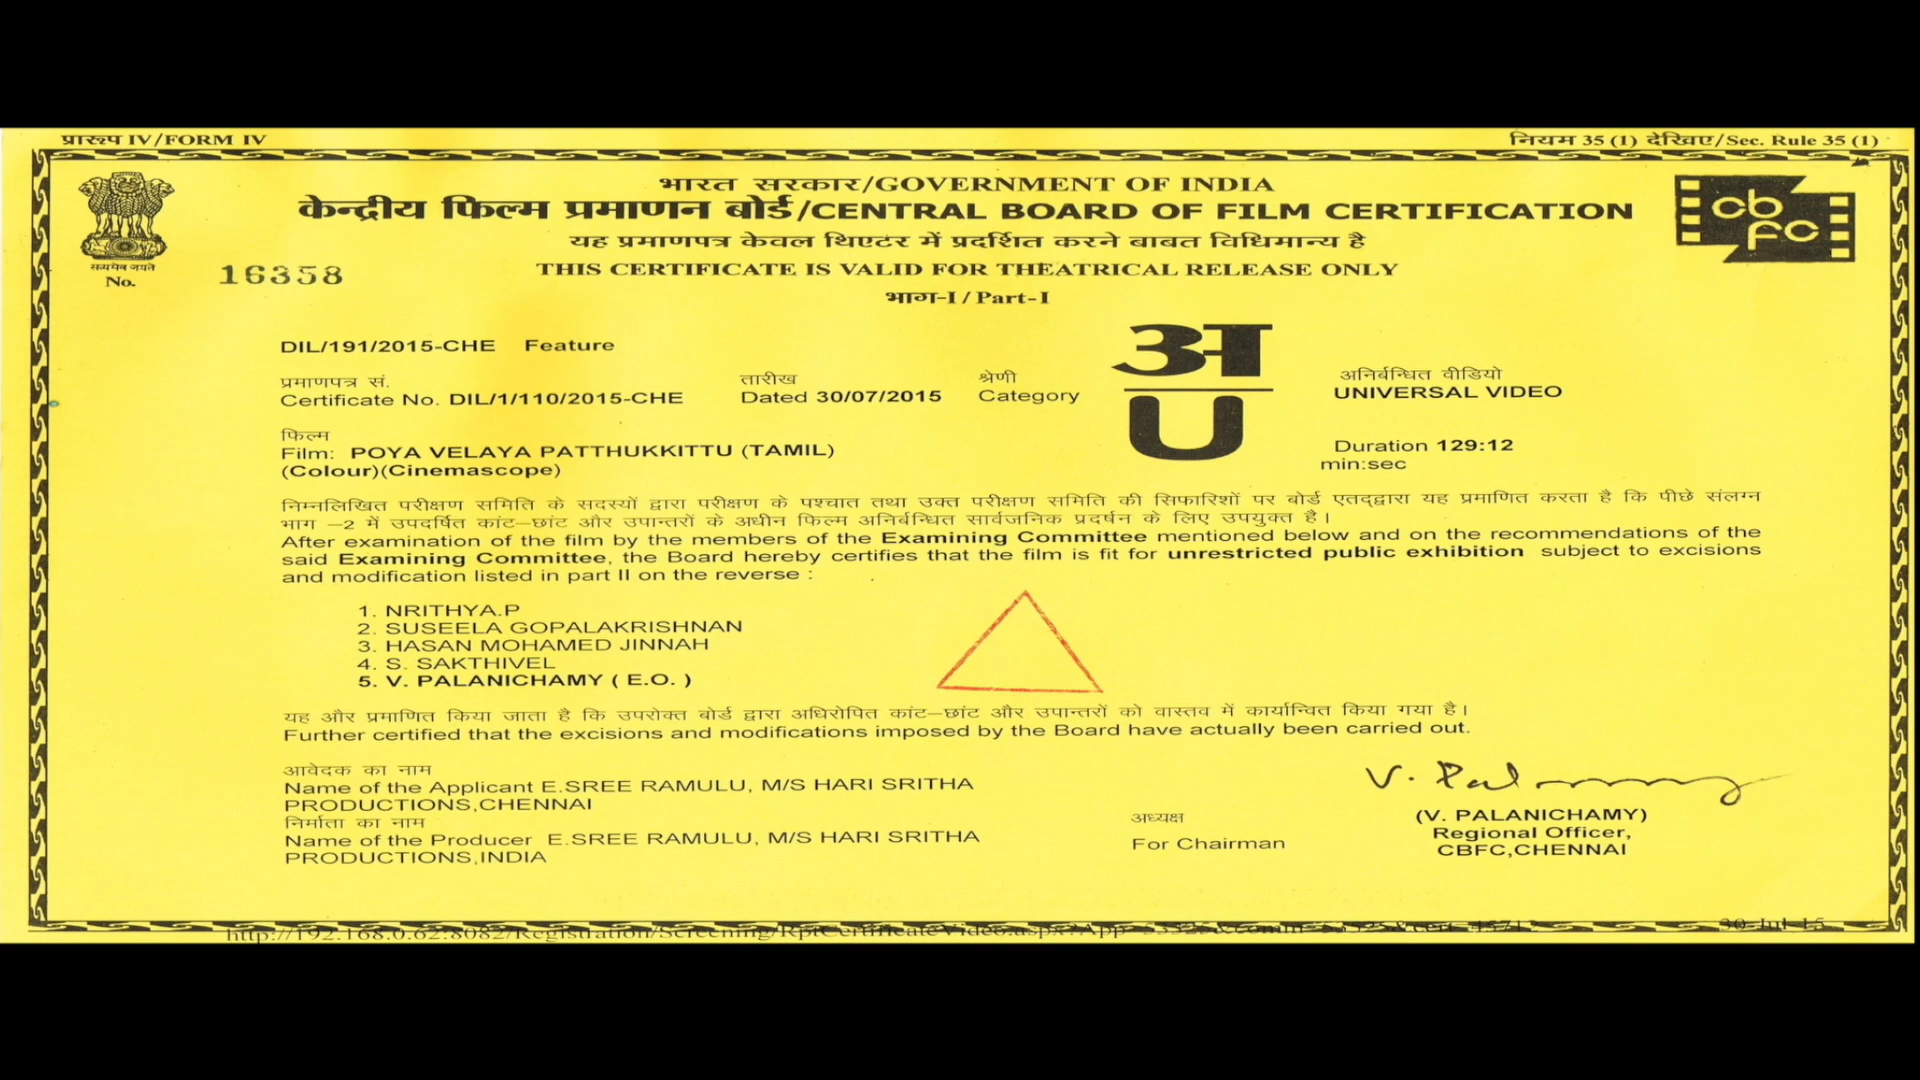 प्रारूप IV/FORM IV
नियम 35 (1) देखिए/Sec. Rule 35 (1)
भारत सरकार/GOVERNMENT OF INDIA
केन्द्रीय फिल्म प्रमाणन बोर्ड/CENTRAL BOARD OF FILM CERTIFICATION
cb
fc
यह प्रमाणपत्र केवल थिएटर में प्रदर्शित करने बाबत विधिमान्य है
सत्यमेव जयते
No. 16358
THIS CERTIFICATE IS VALID FOR THEATRICAL RELEASE ONLY
भाग-I / Part-I
DIL/191/2015-CHE Feature
प्रमाणपत्र सं. तारीख श्रेणी
Certificate No. DIL/1/110/2015-CHE Dated 30/07/2015 Category
अ
U
अनिर्बन्धित वीडियो
UNIVERSAL VIDEO
फिल्म
Film: POYA VELAYA PATTHUKKITTU (TAMIL)
(Colour)(Cinemascope)
Duration 129:12
min:sec
निम्नलिखित परीक्षण समिति के सदस्यों द्वारा परीक्षण के पश्चात तथा उक्त परीक्षण समिति की सिफारिशों पर बोर्ड एतद्द्वारा यह प्रमाणित करता है कि पीछे संलग्न
भाग –2 में उपदर्षित कांट–छांट और उपान्तरों के अधीन फिल्म अनिर्बन्धित सार्वजनिक प्रदर्षन के लिए उपयुक्त है।
After examination of the film by the members of the Examining Committee mentioned below and on the recommendations of the
said Examining Committee, the Board hereby certifies that the film is fit for unrestricted public exhibition subject to excisions
and modification listed in part II on the reverse :
1. NRITHYA.P
2. SUSEELA GOPALAKRISHNAN
3. HASAN MOHAMED JINNAH
4. S. SAKTHIVEL
5. V. PALANICHAMY ( E.O. )
यह और प्रमाणित किया जाता है कि उपरोक्त बोर्ड द्वारा अधिरोपित कांट–छांट और उपान्तरों को वास्तव में कार्यान्वित किया गया है।
Further certified that the excisions and modifications imposed by the Board have actually been carried out.
आवेदक का नाम
Name of the Applicant E.SREE RAMULU, M/S HARI SRITHA
PRODUCTIONS,CHENNAI
निर्माता का नाम
Name of the Producer E.SREE RAMULU, M/S HARI SRITHA
PRODUCTIONS,INDIA
अध्यक्ष
For Chairman
(V. PALANICHAMY)
Regional Officer,
CBFC,CHENNAI
30-Jul-15